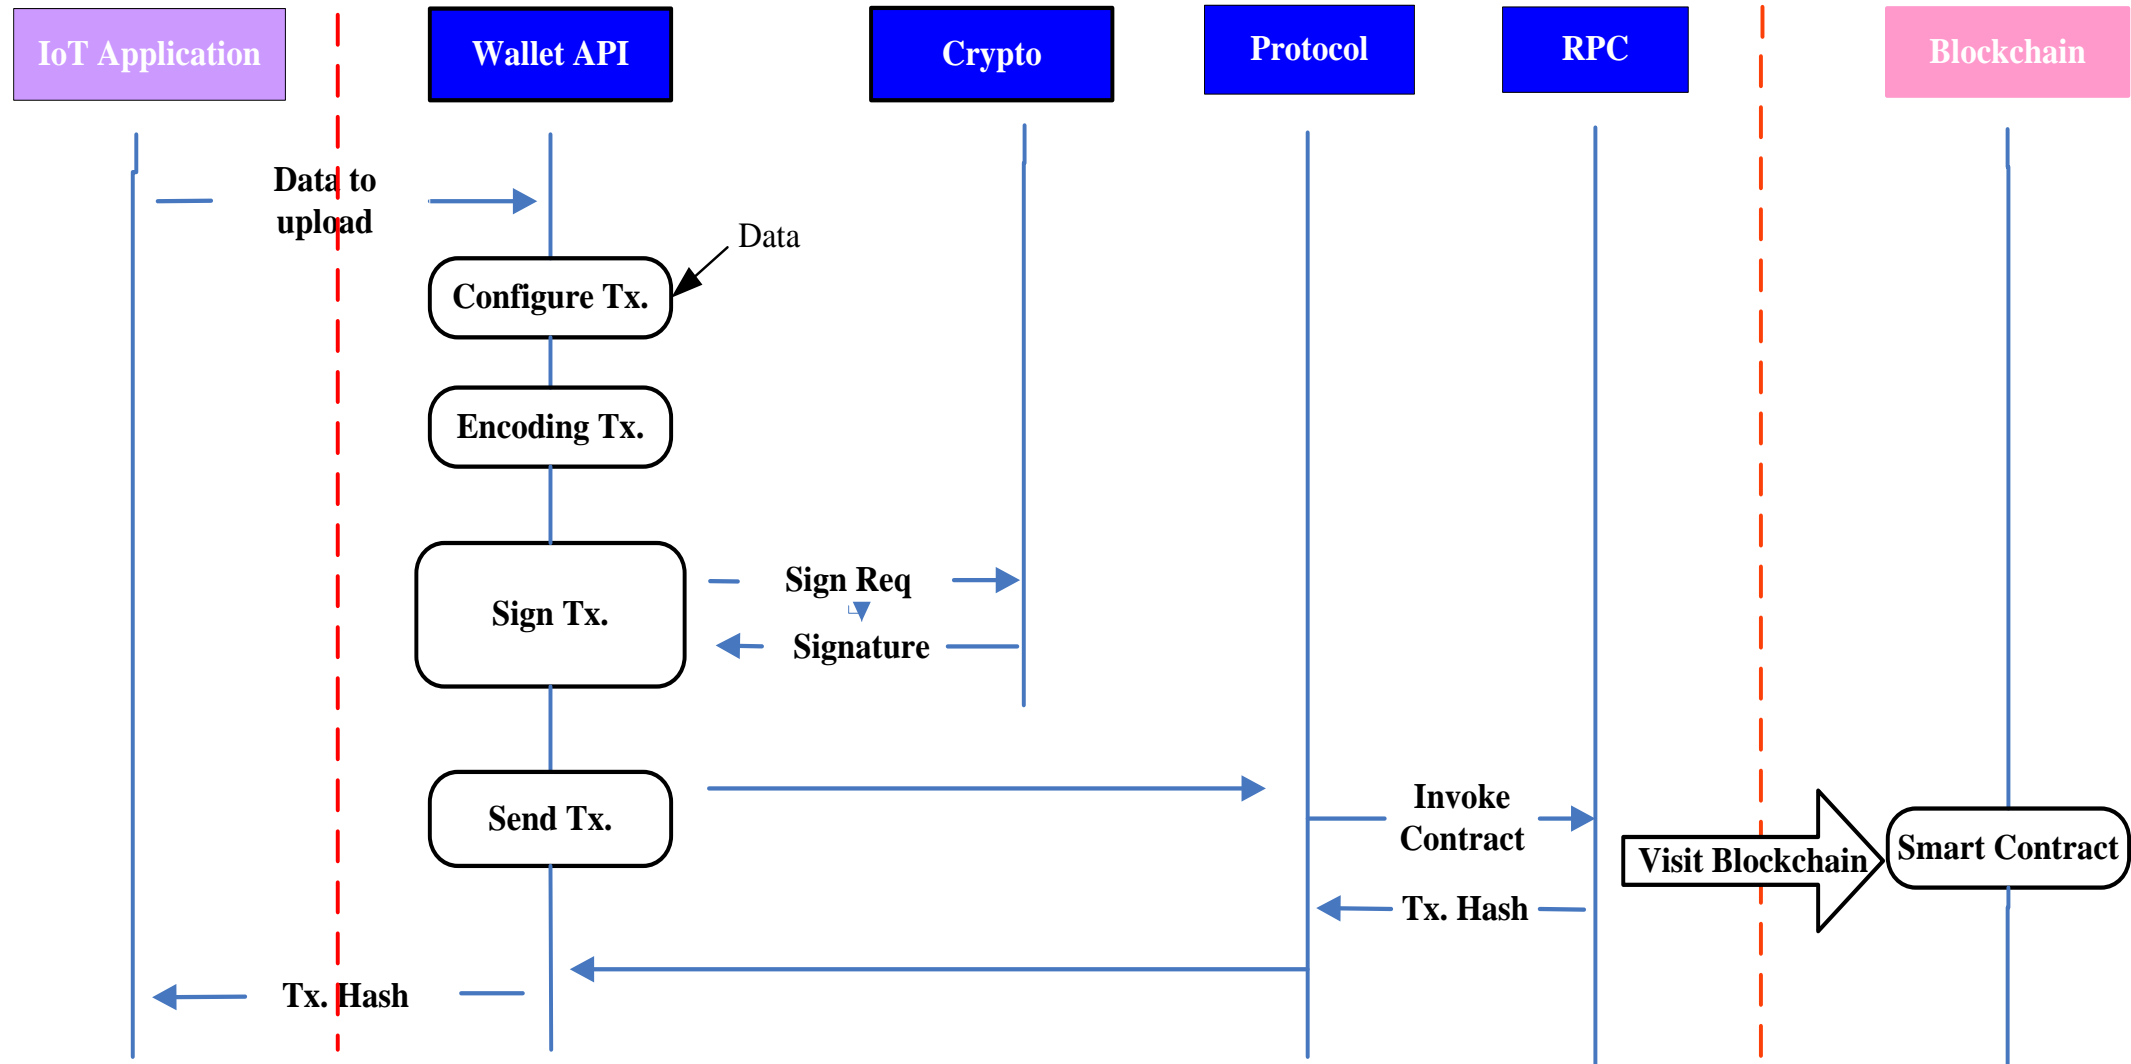 IoT Application
Wallet API
Crypto
Protocol
RPC
Blockchain
Data to
upload
Data
Configure Tx.
Encoding Tx.
Sign Req
Sign Tx.
Signature
Send Tx.
Invoke
Contract
Visit Blockchain
Smart Contract
Tx. Hash
Tx. Hash